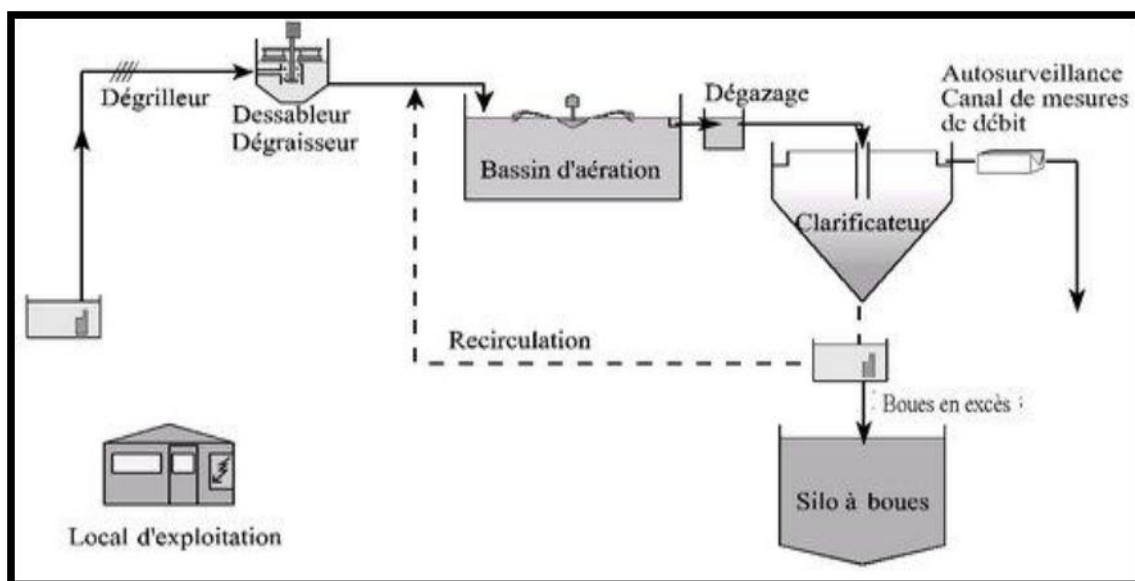 Dégrilleur
Dessableur
Dégraisseur
Bassin d'aération
Dégazage
Autosurveillance
Canal de mesures
de débit
Clarificateur
Recirculation
Boues en excès :
Silo à boues
Local d'exploitation